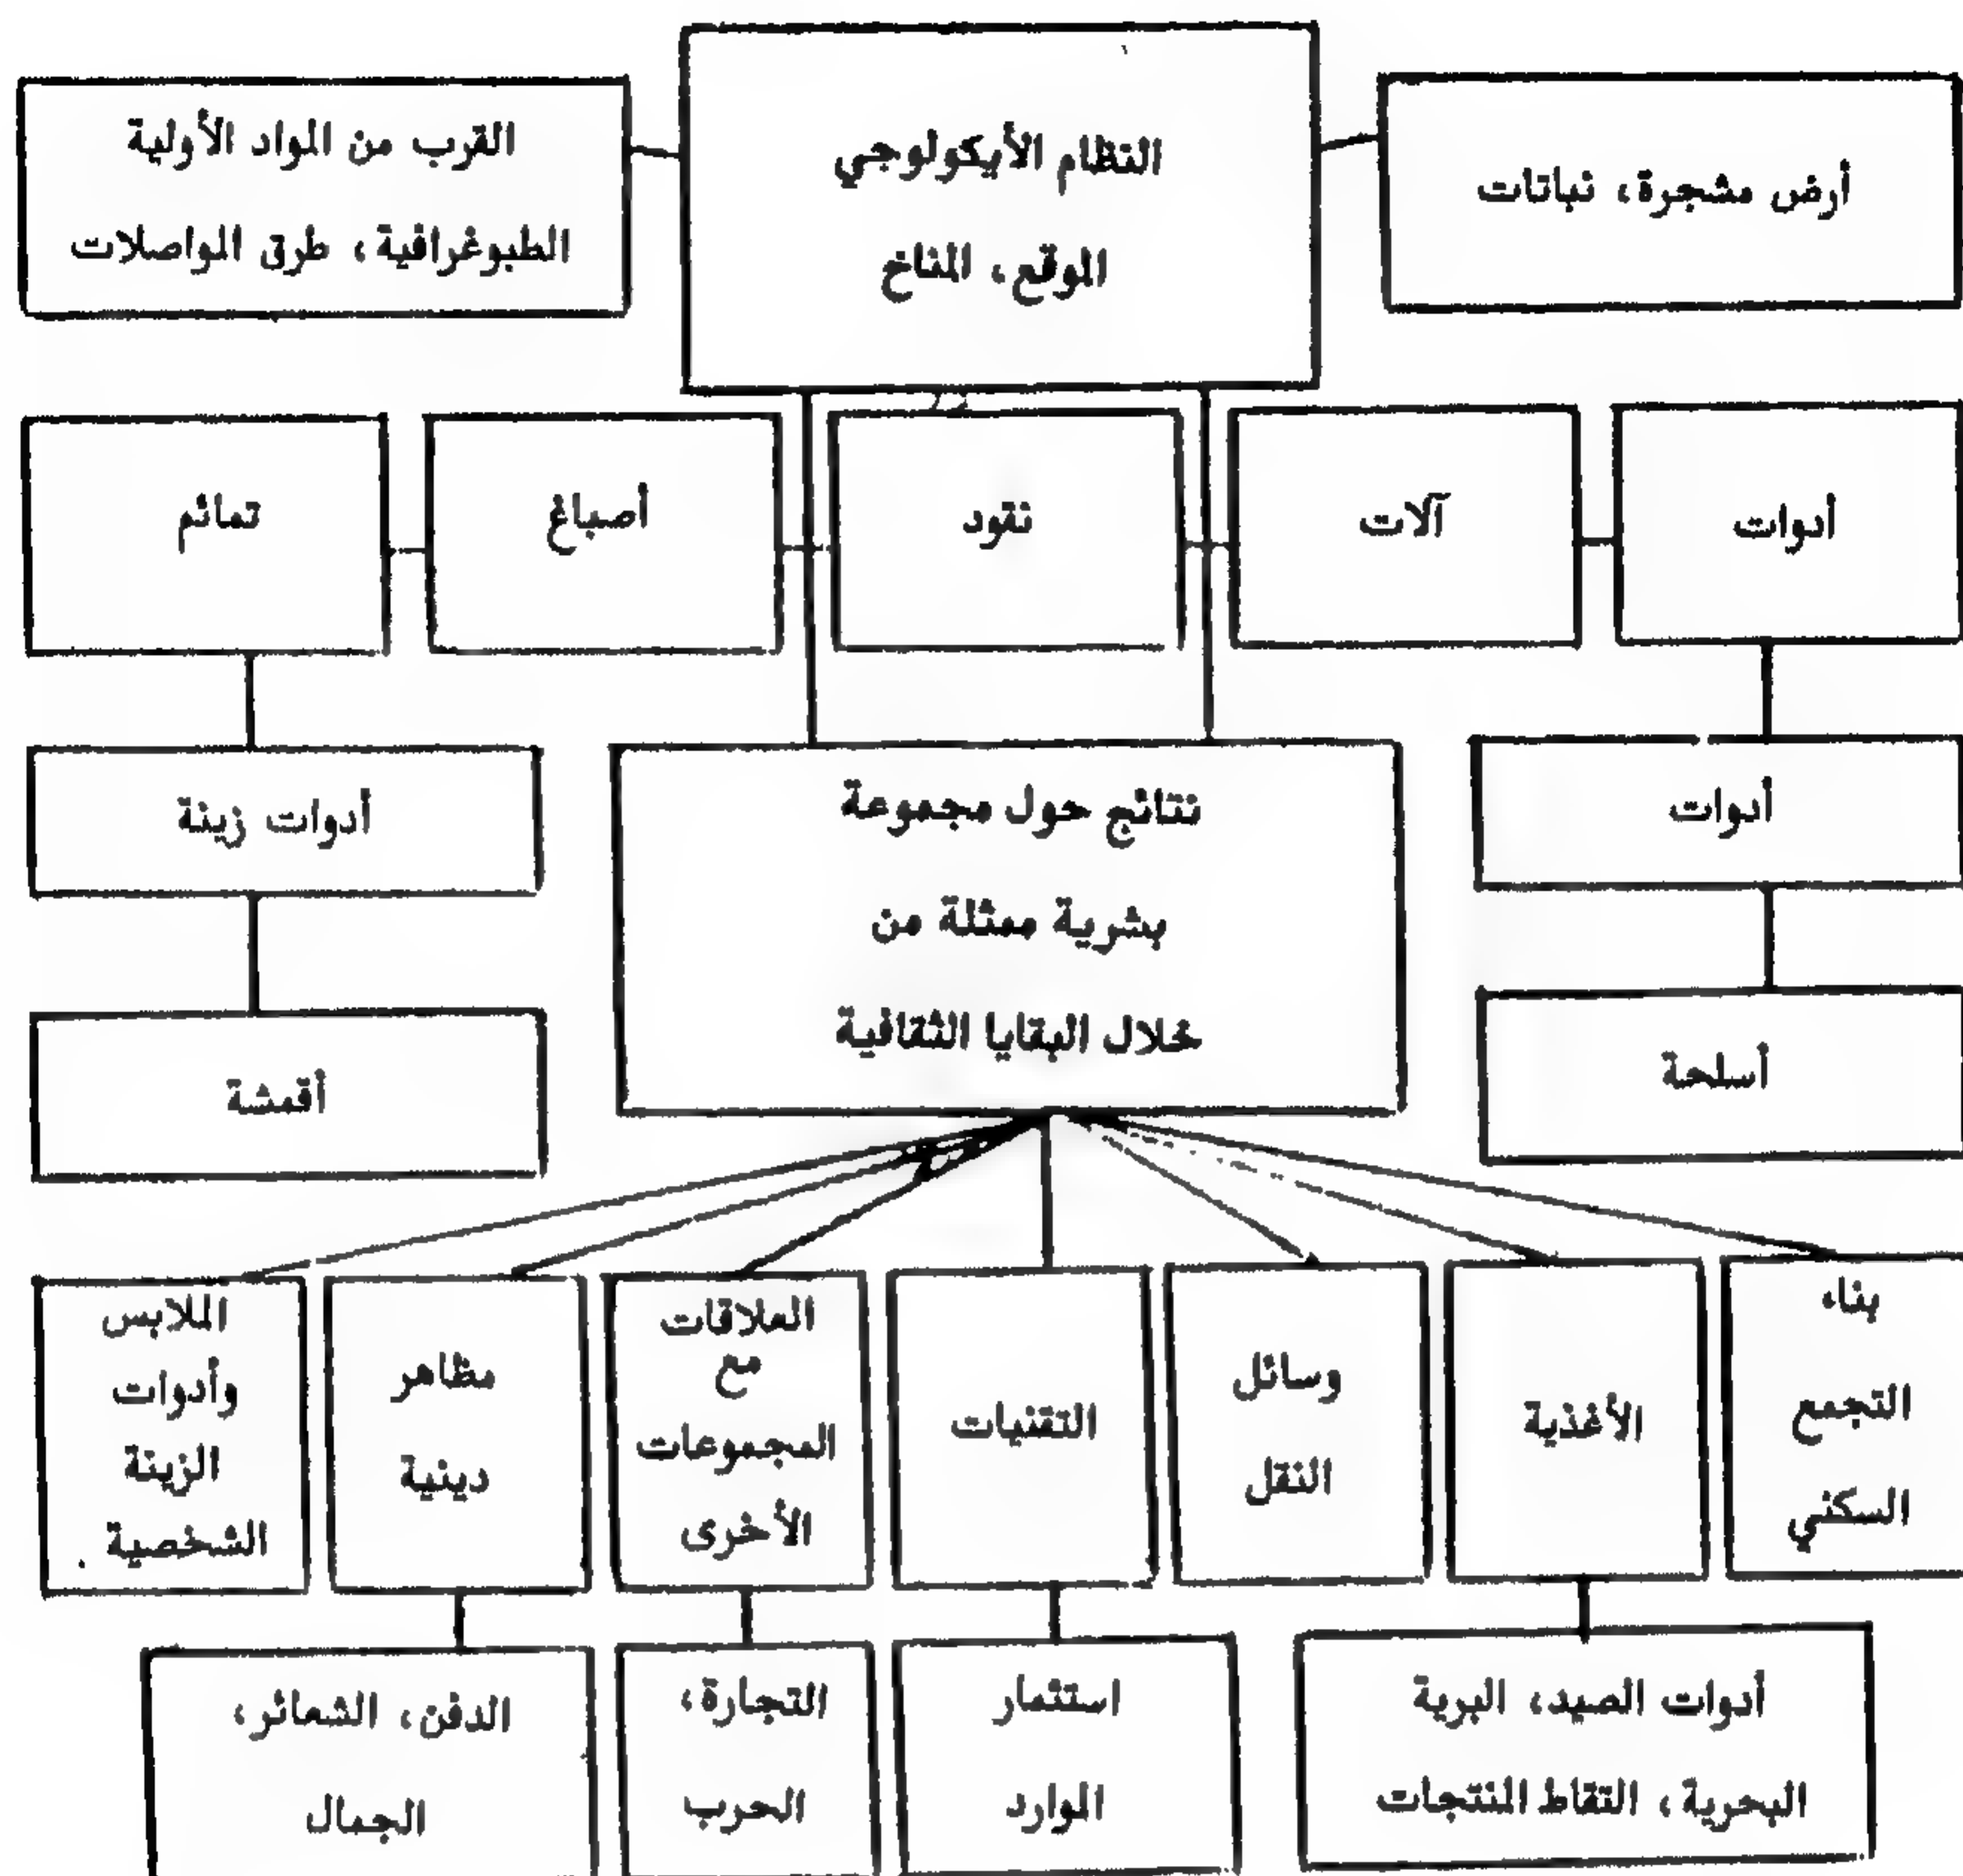 أرض مشجرة، نباتات
النظام الأيكولوجي
الموقع، المناخ
القرب من المواد الأولية
الطبوغرافية، طرق المواصلات
أدوات
آلات
نقود
أصباغ
تمائم
أدوات
نتائج حول مجموعة
بشرية ممثلة من
خلال البقايا الثقافية
أدوات زينة
أسلحة
أقمشة
بناء
التجمع
السكني
الأغذية
وسائل
النقل
التقنيات
العلاقات
مع
المجموعات
الأخرى
مظاهر
دينية
الملابس
وأدوات
الزينة
الشخصية
أدوات الصيد، البرية
البحرية، التقاط المنتجات
استثمار
الموارد
التجارة،
الحرب
الدفن، الشعائر،
الجمال